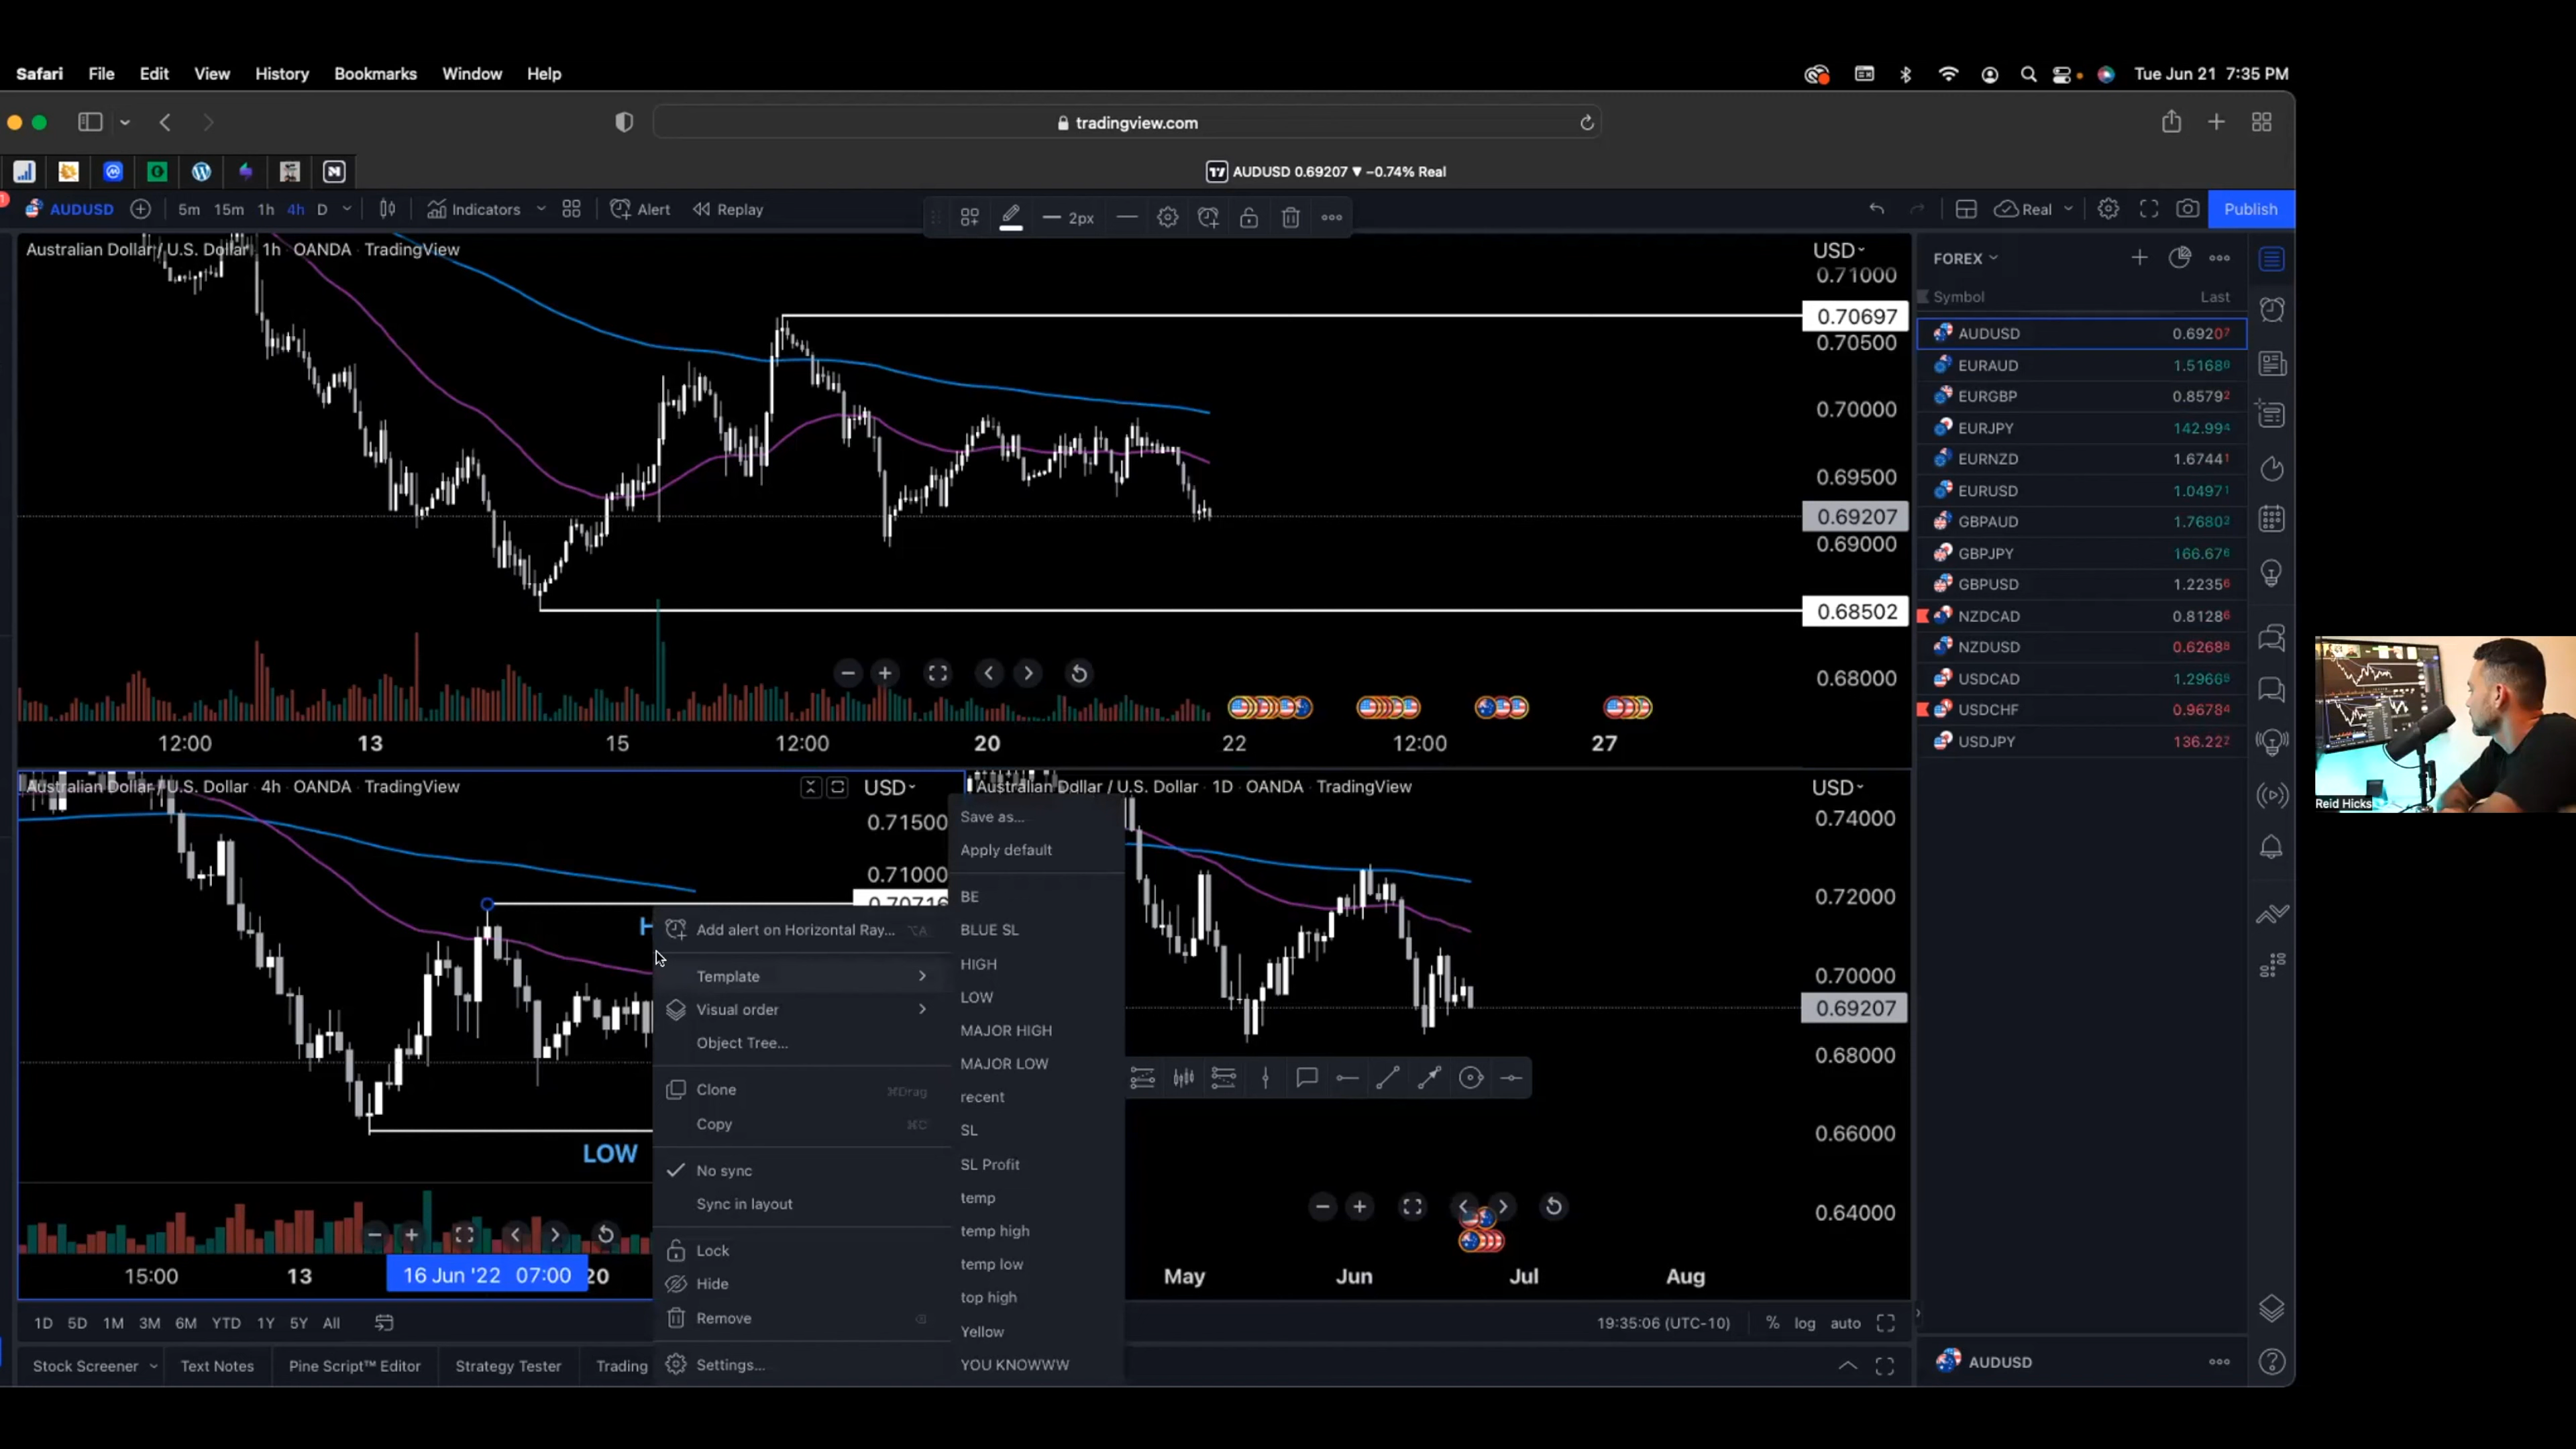 Safari File Edit View History Bookmarks Window Help Tue Jun 21 7:35 PM
tradingview.com
AUDUSD 0.69207 ▼ −0.74% Real
AUDUSD 5m 15m 1h 4h D Indicators Alert Replay 2px Real Publish
Australian Dollar / U.S. Dollar · 1h · OANDA · TradingView
USD
0.71000
0.70697
0.70500
0.70000
0.69500
0.69207
0.69000
0.68502
0.68000
12:00 13 15 12:00 20 22 12:00 27
FOREX
Symbol Last
AUDUSD 0.69207
EURAUD 1.51686
EURGBP 0.85792
EURJPY 142.994
EURNZD 1.67441
EURUSD 1.04971
GBPAUD 1.76803
GBPJPY 166.676
GBPUSD 1.22356
NZDCAD 0.81286
NZDUSD 0.62688
USDCAD
USDCHF 0.96784
USDJPY 136.222
Reid Hicks
Australian Dollar / U.S. Dollar · 4h · OANDA · TradingView
USD
0.71500
0.71000
0.70716
LOW
15:00 13 16 Jun '22 07:00 20
Add alert on Horizontal Ray... ⌥A
Template
Visual order
Object Tree...
Clone ⌘Drag
Copy ⌘C
No sync
Sync in layout
Lock
Hide
Remove
Settings...
Save as...
Apply default
BE
BLUE SL
HIGH
LOW
MAJOR HIGH
MAJOR LOW
recent
SL
SL Profit
temp
temp high
temp low
top high
Yellow
YOU KNOWWW
Australian Dollar / U.S. Dollar · 1D · OANDA · TradingView
USD
0.74000
0.72000
0.70000
0.69207
0.68000
0.66000
0.64000
May Jun Jul Aug
1D 5D 1M 3M 6M YTD 1Y 5Y All
19:35:06 (UTC-10) % log auto
Stock Screener Text Notes Pine Script™ Editor Strategy Tester Trading
AUDUSD